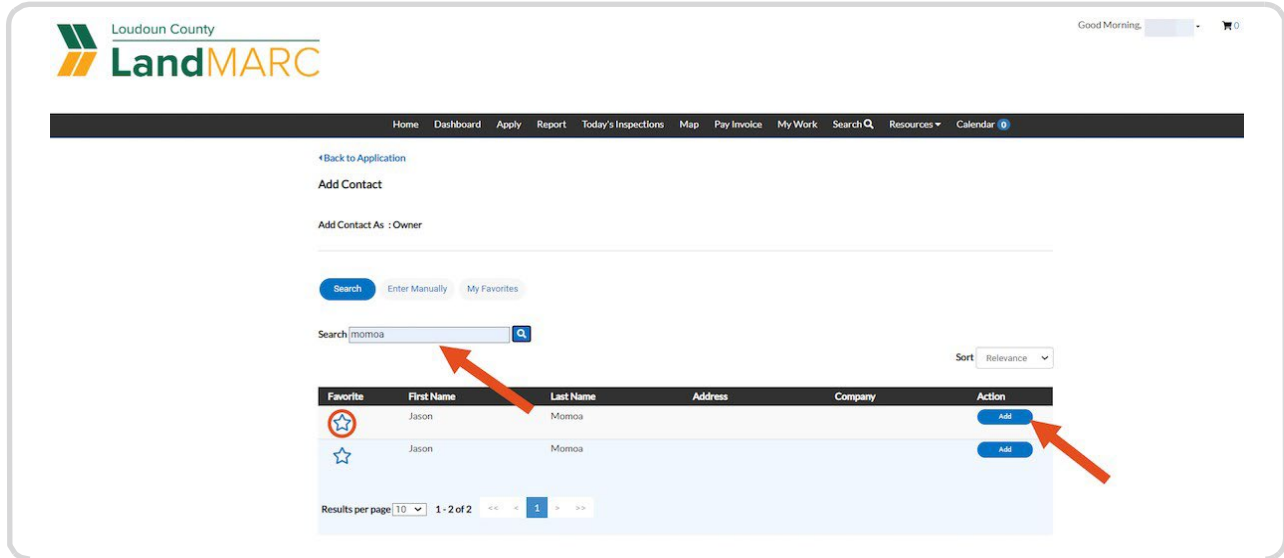 Loudoun County
LandMARC
Good Morning,
0
Home Dashboard Apply Report Today's Inspections Map Pay Invoice My Work Search Resources Calendar 0
Back to Application
Add Contact
Add Contact As : Owner
Search Enter Manually My Favorites
Search momoa
Sort Relevance
Favorite First Name Last Name Address Company Action
Jason Momoa Add
Jason Momoa Add
Results per page 10 1 - 2 of 2 << < 1 > >>